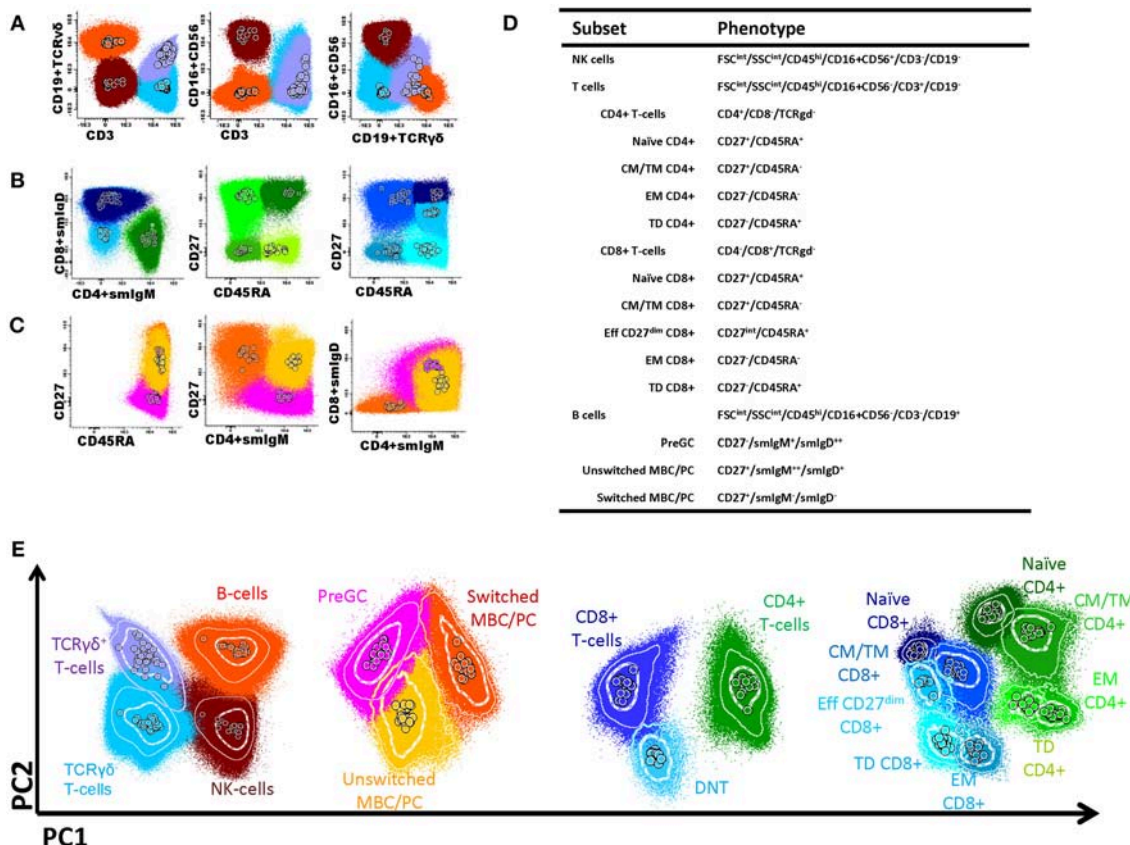 A
CD19+TCRγδ
CD3
CD16+CD56
CD3
CD16+CD56
CD19+TCRγδ
B
CD8+smIgD
CD4+smIgM
CD27
CD45RA
CD27
CD45RA
C
CD27
CD45RA
CD27
CD4+smIgM
CD8+smIgD
CD4+smIgM
D
Subset Phenotype
NK cells FSCint/SSCint/CD45hi/CD16+CD56+/CD3-/CD19-
T cells FSCint/SSCint/CD45hi/CD16+CD56-/CD3+/CD19-
CD4+ T-cells CD4+/CD8-/TCRgd-
Naïve CD4+ CD27+/CD45RA+
CM/TM CD4+ CD27+/CD45RA-
EM CD4+ CD27-/CD45RA-
TD CD4+ CD27-/CD45RA+
CD8+ T-cells CD4-/CD8+/TCRgd-
Naïve CD8+ CD27+/CD45RA+
CM/TM CD8+ CD27+/CD45RA-
Eff CD27dim CD8+ CD27int/CD45RA+
EM CD8+ CD27-/CD45RA-
TD CD8+ CD27-/CD45RA+
B cells FSCint/SSCint/CD45hi/CD16+CD56-/CD3-/CD19+
PreGC CD27-/smIgM+/smIgD++
Unswitched MBC/PC CD27+/smIgM++/smIgD+
Switched MBC/PC CD27+/smIgM-/smIgD-
E
PC2
PC1
B-cells
TCRγδ+
T-cells
TCRγδ-
T-cells
NK-cells
PreGC
Switched
MBC/PC
Unswitched
MBC/PC
CD8+
T-cells
CD4+
T-cells
DNT
Naïve
CD4+
Naïve
CD8+
CM/TM
CD4+
CM/TM
CD8+
Eff CD27dim
CD8+
EM
CD4+
TD CD8+
EM
CD8+
TD
CD4+